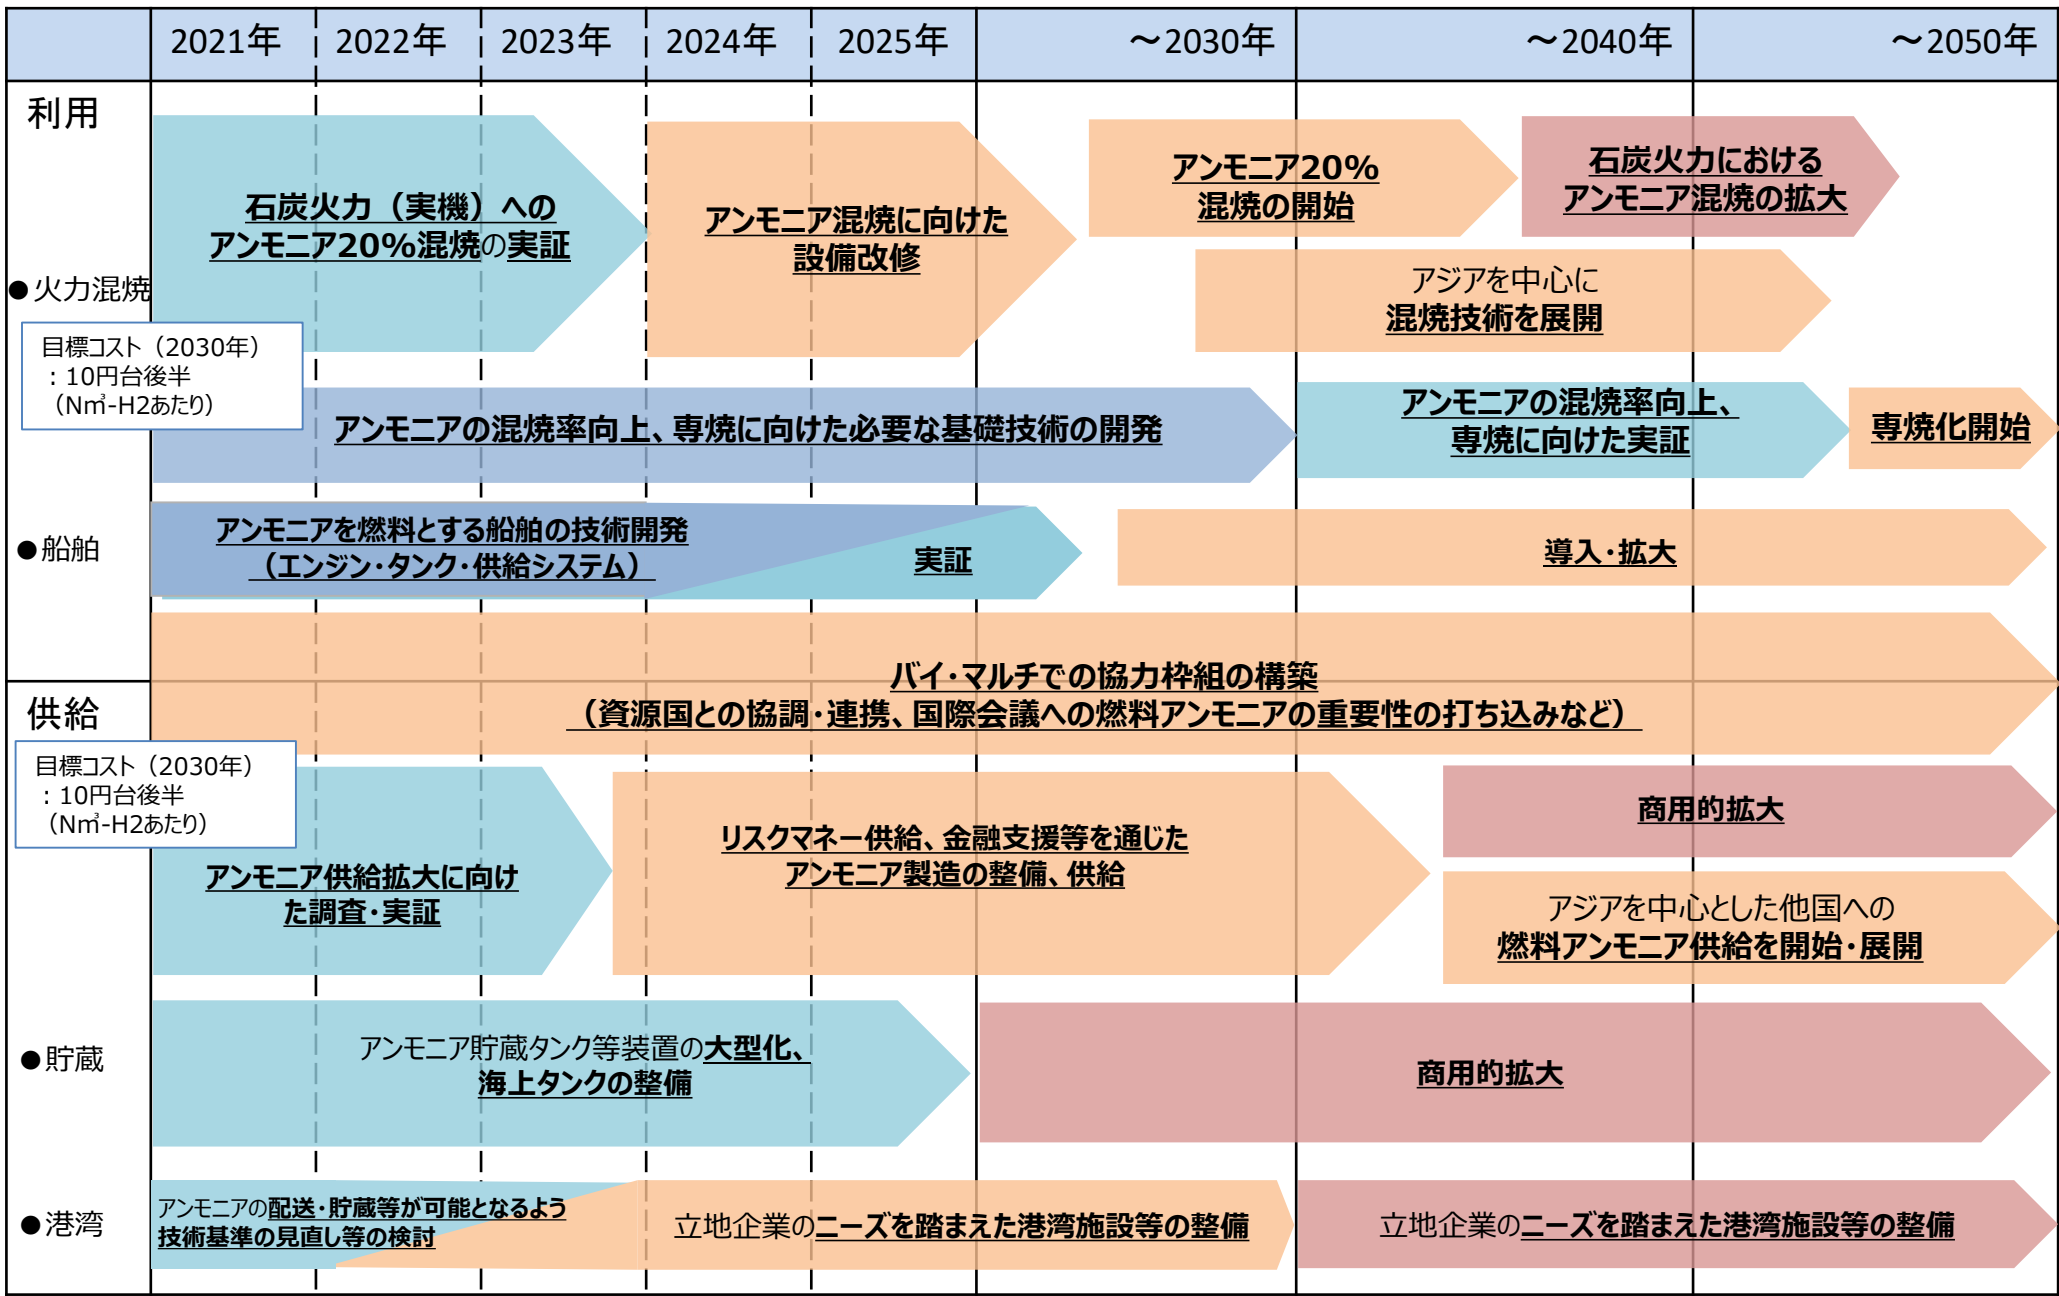 2021年 2022年 2023年 2024年 2025年 ～2030年 ～2040年 ～2050年
利用
石炭火力（実機）への
アンモニア20%混焼の実証
アンモニア混焼に向けた
設備改修
アンモニア20%
混焼の開始
石炭火力における
アンモニア混焼の拡大
アジアを中心に
混焼技術を展開
●火力混焼
目標コスト（2030年）
：10円台後半
（N㎥-H2あたり）
アンモニアの混焼率向上、専焼に向けた必要な基礎技術の開発
アンモニアの混焼率向上、
専焼に向けた実証
専焼化開始
●船舶
アンモニアを燃料とする船舶の技術開発
（エンジン・タンク・供給システム）
実証
導入・拡大
バイ・マルチでの協力枠組の構築
（資源国との協調・連携、国際会議への燃料アンモニアの重要性の打ち込みなど）
供給
目標コスト（2030年）
：10円台後半
（N㎥-H2あたり）
アンモニア供給拡大に向け
た調査・実証
リスクマネー供給、金融支援等を通じた
アンモニア製造の整備、供給
商用的拡大
アジアを中心とした他国への
燃料アンモニア供給を開始・展開
●貯蔵
アンモニア貯蔵タンク等装置の大型化、
海上タンクの整備
商用的拡大
●港湾
アンモニアの配送・貯蔵等が可能となるよう
技術基準の見直し等の検討
立地企業のニーズを踏まえた港湾施設等の整備
立地企業のニーズを踏まえた港湾施設等の整備